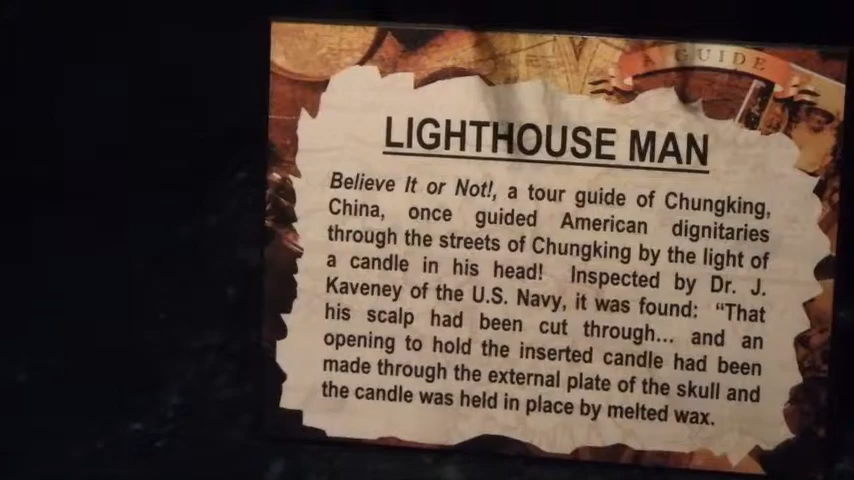 A GUIDE
LIGHTHOUSE MAN
Believe It or Not!, a tour guide of Chungking,
China, once guided American dignitaries
through the streets of Chungking by the light of
a candle in his head! Inspected by Dr. J.
Kaveney of the U.S. Navy, it was found: "That
his scalp had been cut through... and an
opening to hold the inserted candle had been
made through the external plate of the skull and
the candle was held in place by melted wax.